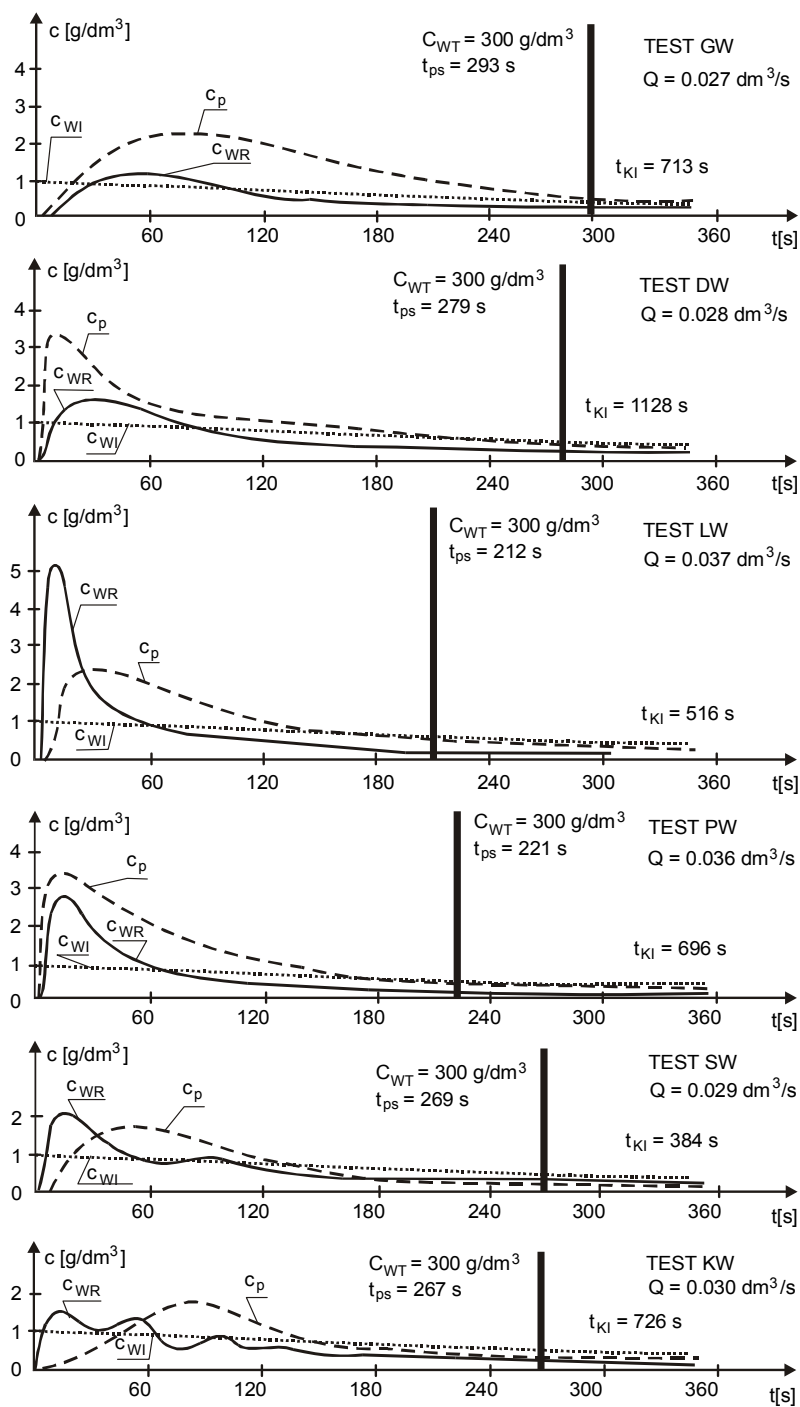 c [g/dm³]
C_WT = 300 g/dm³
t_ps = 293 s
TEST GW
Q = 0.027 dm³/s
4
3
2
1
0
c_WI
c_p
c_WR
t_KI = 713 s
60
120
180
240
300
360
t[s]
c [g/dm³]
C_WT = 300 g/dm³
t_ps = 279 s
TEST DW
Q = 0.028 dm³/s
4
3
2
1
0
c_p
c_WR
c_WI
t_KI = 1128 s
60
120
180
240
300
360
t[s]
c [g/dm³]
C_WT = 300 g/dm³
t_ps = 212 s
TEST LW
Q = 0.037 dm³/s
5
4
3
2
1
0
c_WR
c_p
c_WI
t_KI = 516 s
60
120
180
240
300
360
t[s]
c [g/dm³]
C_WT = 300 g/dm³
t_ps = 221 s
TEST PW
Q = 0.036 dm³/s
4
3
2
1
0
c_p
c_WI
c_WR
t_KI = 696 s
60
120
180
240
300
360
t[s]
c [g/dm³]
C_WT = 300 g/dm³
t_ps = 269 s
TEST SW
Q = 0.029 dm³/s
2
1
0
c_WR
c_p
c_WI
t_KI = 384 s
60
120
180
240
300
360
t[s]
c [g/dm³]
C_WT = 300 g/dm³
t_ps = 267 s
TEST KW
Q = 0.030 dm³/s
2
1
0
c_WR
c_p
c_WI
t_KI = 726 s
60
120
180
240
300
360
t[s]